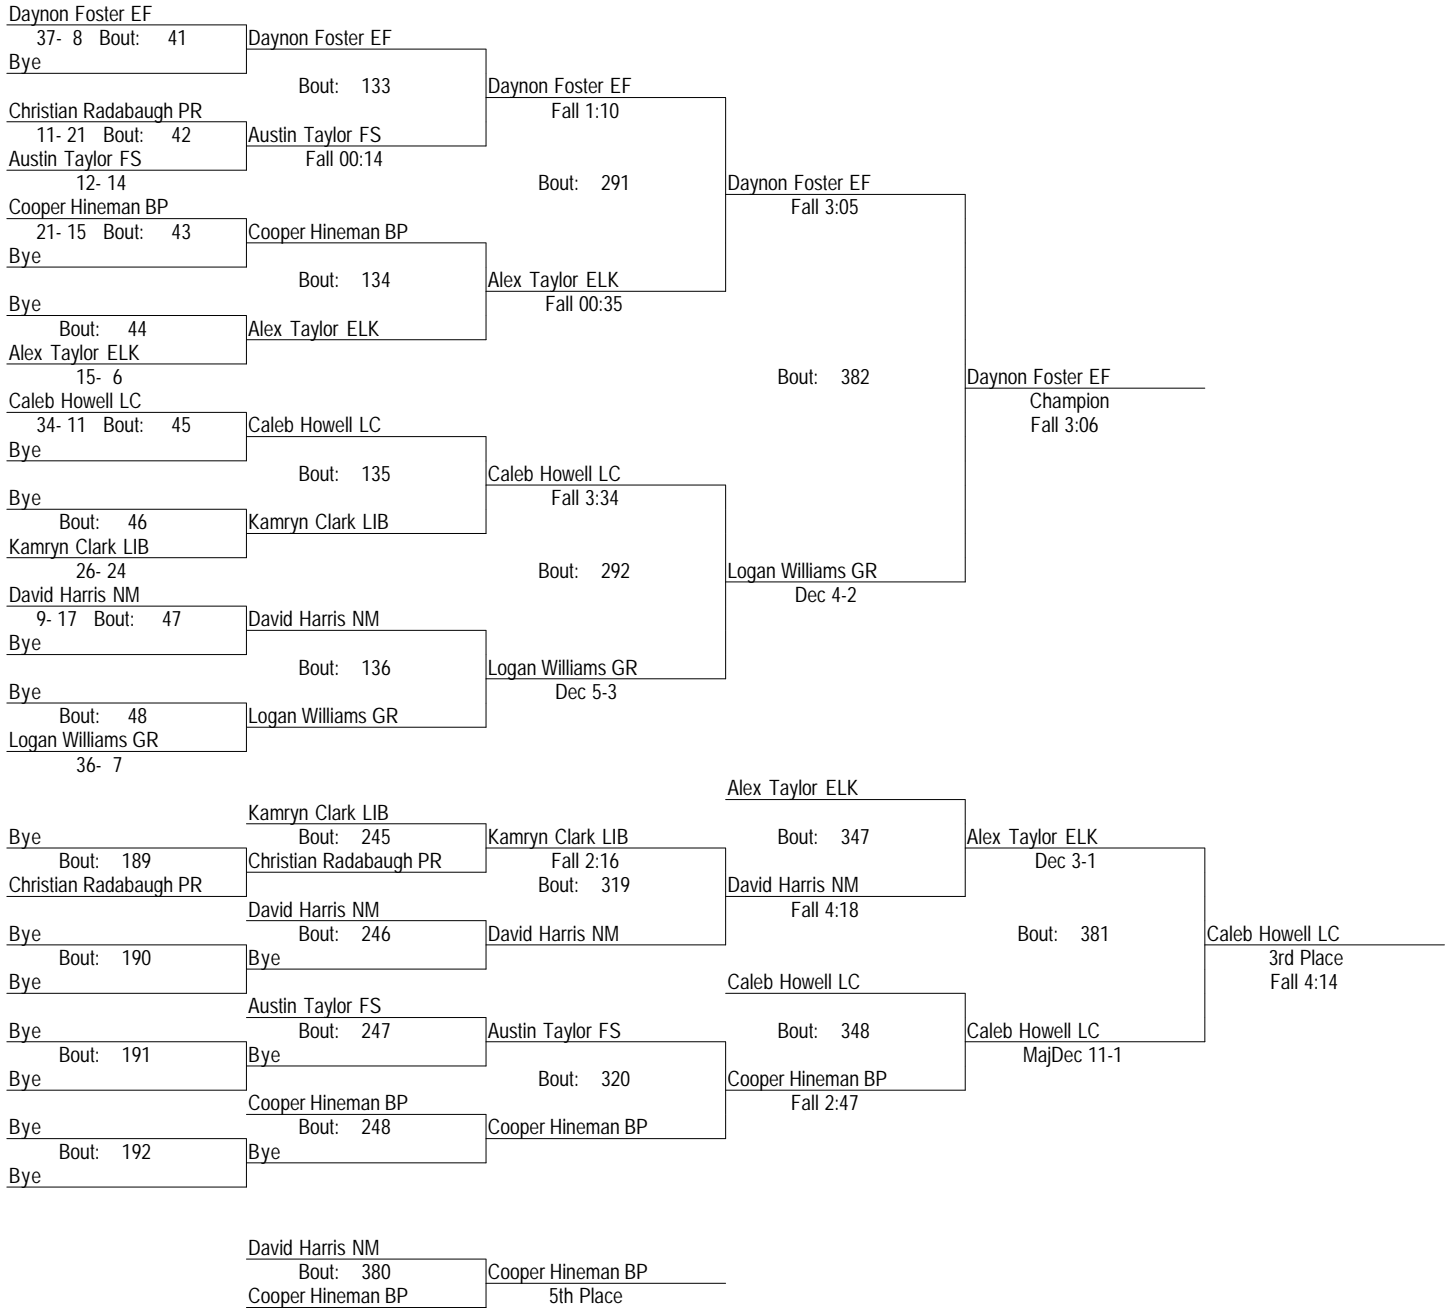 Daynon Foster EF
37- 8 Bout: 41
Bye
Daynon Foster EF
Bout: 133
Daynon Foster EF
Fall 1:10
Christian Radabaugh PR
11- 21 Bout: 42
Austin Taylor FS
12- 14
Austin Taylor FS
Fall 00:14
Bout: 291
Daynon Foster EF
Fall 3:05
Cooper Hineman BP
21- 15 Bout: 43
Bye
Cooper Hineman BP
Bout: 134
Alex Taylor ELK
Fall 00:35
Bye
Bout: 44
Alex Taylor ELK
15- 6
Alex Taylor ELK
Bout: 382
Daynon Foster EF
Champion
Fall 3:06
Caleb Howell LC
34- 11 Bout: 45
Bye
Caleb Howell LC
Bout: 135
Caleb Howell LC
Fall 3:34
Bye
Bout: 46
Kamryn Clark LIB
26- 24
Kamryn Clark LIB
Bout: 292
Logan Williams GR
Dec 4-2
David Harris NM
9- 17 Bout: 47
Bye
David Harris NM
Bout: 136
Logan Williams GR
Dec 5-3
Bye
Bout: 48
Logan Williams GR
36- 7
Logan Williams GR
Bye
Bout: 189
Christian Radabaugh PR
Kamryn Clark LIB
Bout: 245
Christian Radabaugh PR
Kamryn Clark LIB
Fall 2:16
Bout: 319
Alex Taylor ELK
Bout: 347
David Harris NM
Fall 4:18
Alex Taylor ELK
Dec 3-1
Bye
Bout: 190
Bye
David Harris NM
Bout: 246
Bye
David Harris NM
Bout: 381
Caleb Howell LC
3rd Place
Fall 4:14
Bye
Bout: 191
Bye
Austin Taylor FS
Bout: 247
Bye
Austin Taylor FS
Bout: 320
Caleb Howell LC
Bout: 348
Cooper Hineman BP
Fall 2:47
Caleb Howell LC
MajDec 11-1
Bye
Bout: 192
Bye
Cooper Hineman BP
Bout: 248
Bye
Cooper Hineman BP
David Harris NM
Bout: 380
Cooper Hineman BP
Cooper Hineman BP
5th Place